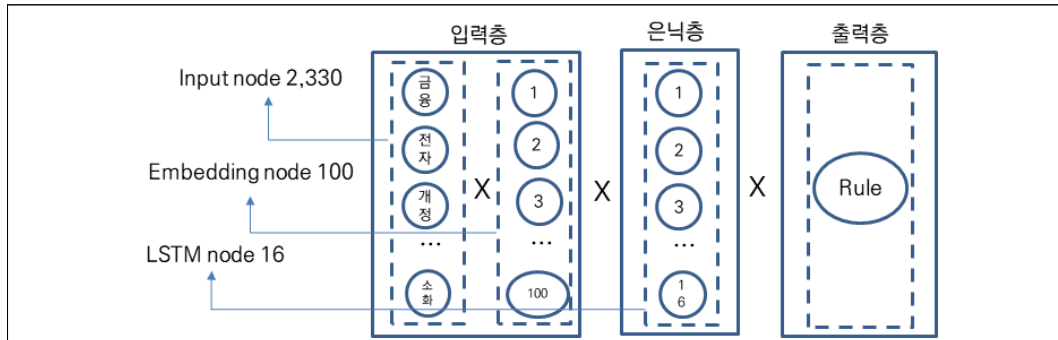 입력층
은닉층
출력층
Input node 2,330
Embedding node 100
LSTM node 16
금
융
전
자
개
정
...
소
화
X
1
2
3
...
100
X
1
2
3
...
1
6
X
Rule